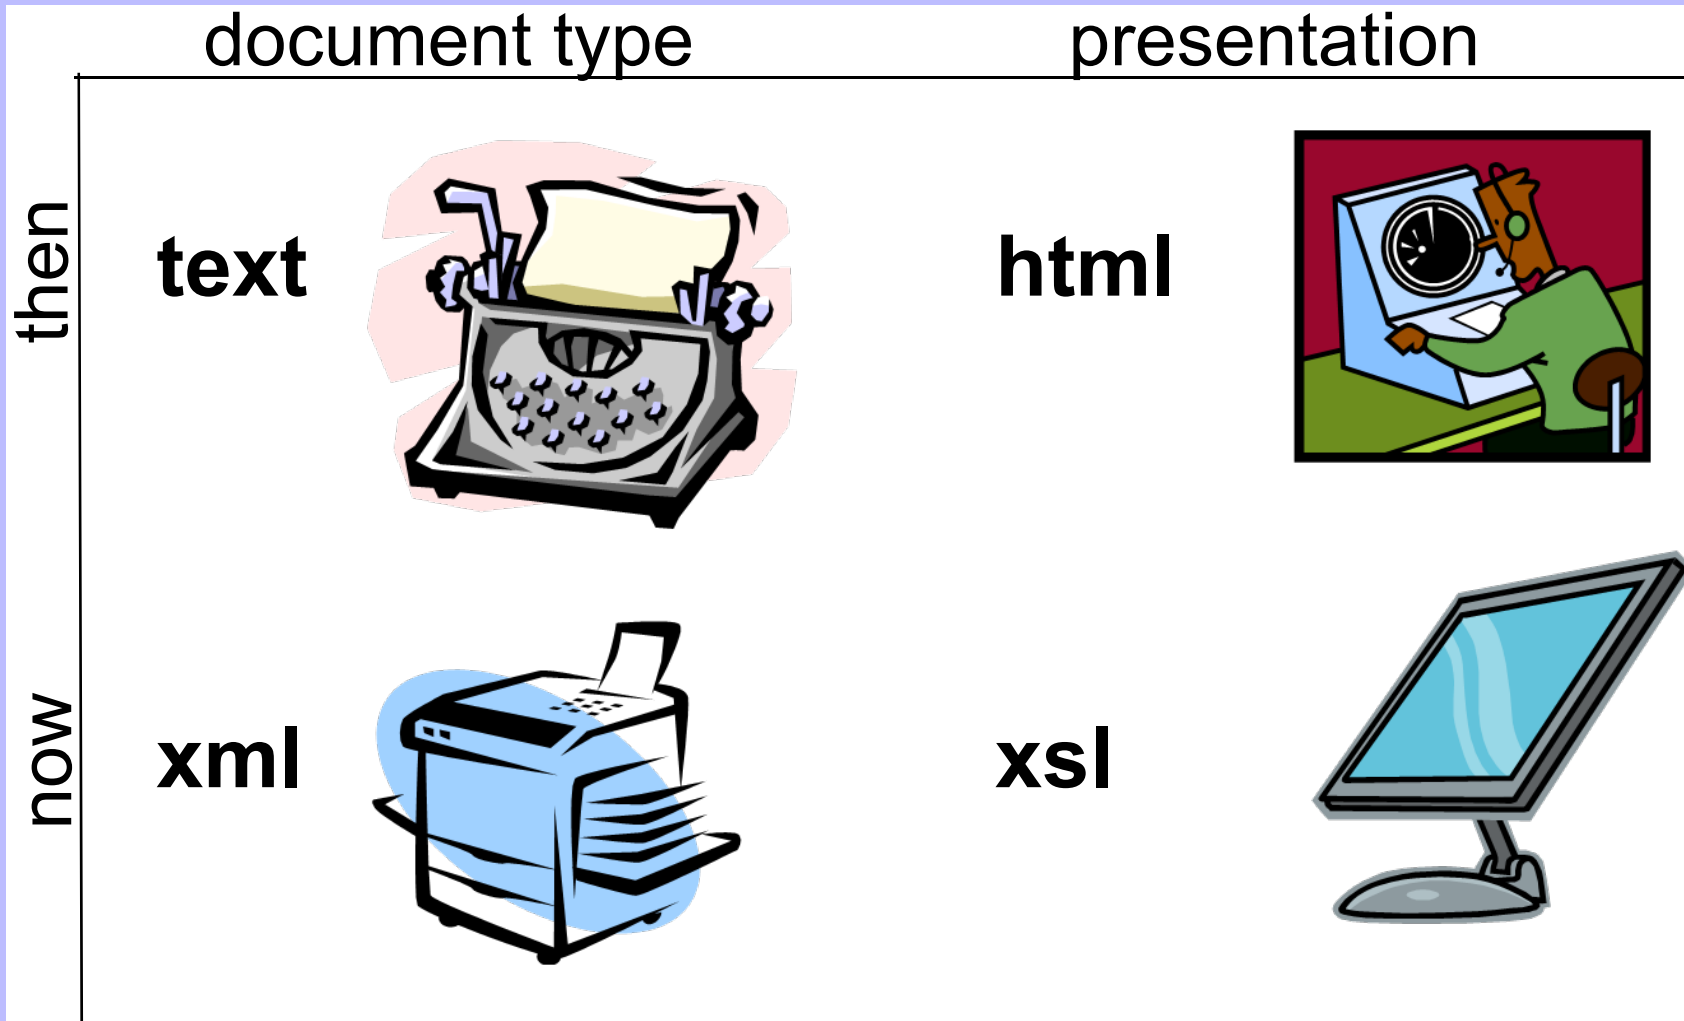 document type
presentation
then
text
html
now
xml
xsl